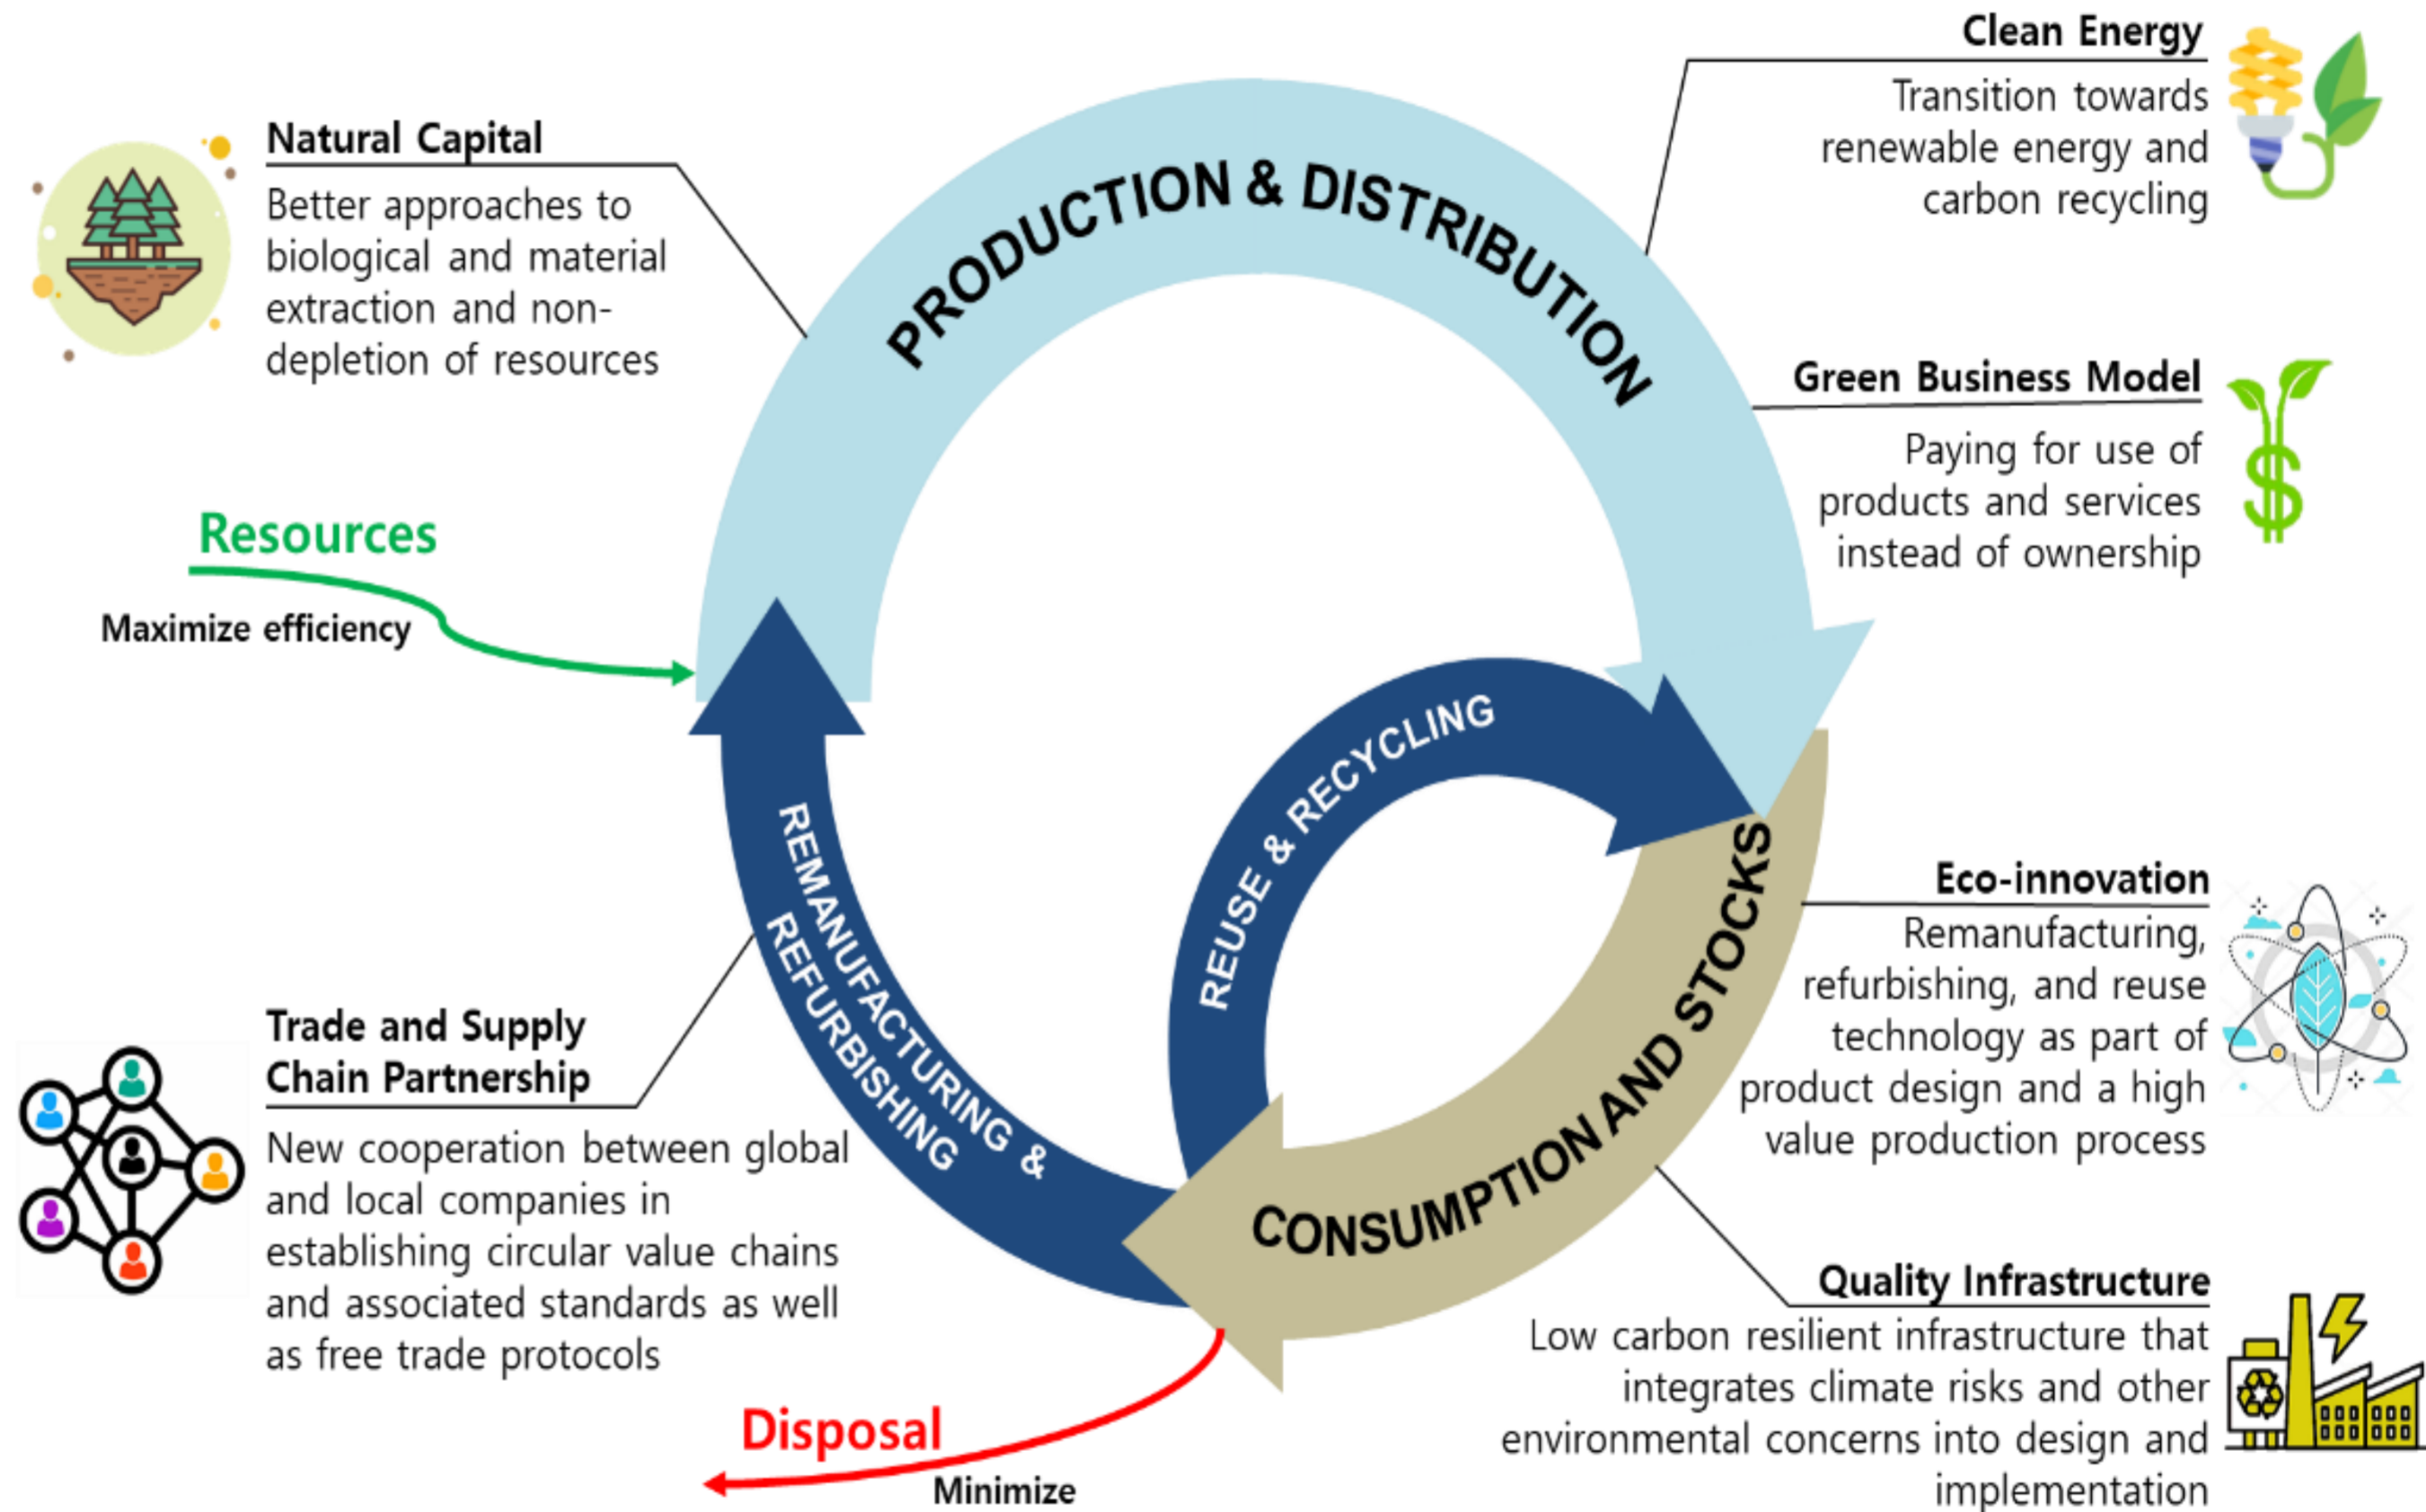 Clean Energy
Transition towards
renewable energy and
carbon recycling
Natural Capital
Better approaches to
biological and material
extraction and non-
depletion of resources
PRODUCTION & DISTRIBUTION
Green Business Model
Paying for use of
products and services
instead of ownership
Resources
Maximize efficiency
REUSE & RECYCLING
REMANUFACTURING &
REFURBISHING
CONSUMPTION AND STOCKS
Eco-innovation
Remanufacturing,
refurbishing, and reuse
technology as part of
product design and a high
value production process
Trade and Supply
Chain Partnership
New cooperation between global
and local companies in
establishing circular value chains
and associated standards as well
as free trade protocols
Quality Infrastructure
Low carbon resilient infrastructure that
integrates climate risks and other
environmental concerns into design and
implementation
Disposal
Minimize